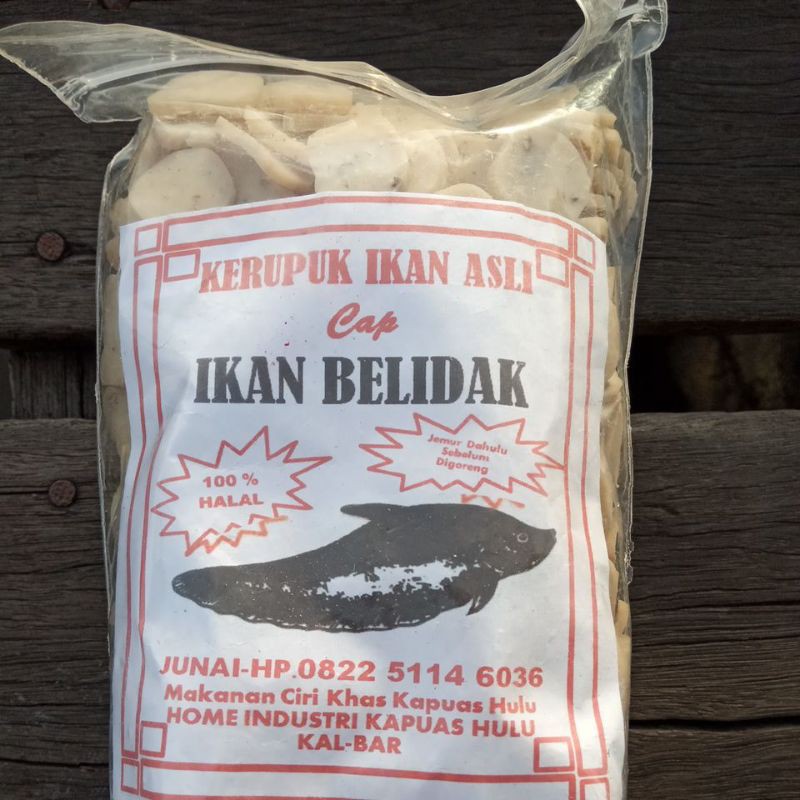 KERUPUK IKAN ASLI
Cap
IKAN BELIDAK
100 %
HALAL
Jemur Dahulu
Sebelum
Digoreng
JUNAI-HP.0822 5114 6036
Makanan Ciri Khas Kapuas Hulu
HOME INDUSTRI KAPUAS HULU
KAL-BAR